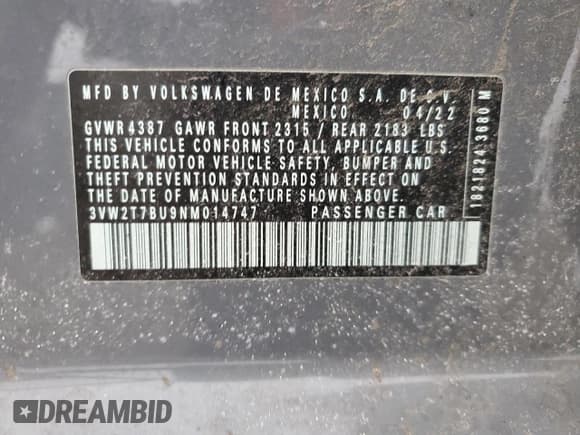 MFD BY VOLKSWAGEN DE MEXICO S.A. DE C.V.
MEXICO. 04/22
GVWR 4387 GAWR FRONT 2315 / REAR 2183 LBS
THIS VEHICLE CONFORMS TO ALL APPLICABLE U.S.
FEDERAL MOTOR VEHICLE SAFETY, BUMPER AND
THEFT PREVENTION STANDARDS IN EFFECT ON
THE DATE OF MANUFACTURE SHOWN ABOVE.
3VW2T7BU9NM014747 PASSENGER CAR
1821824 3680 M
DREAMBID